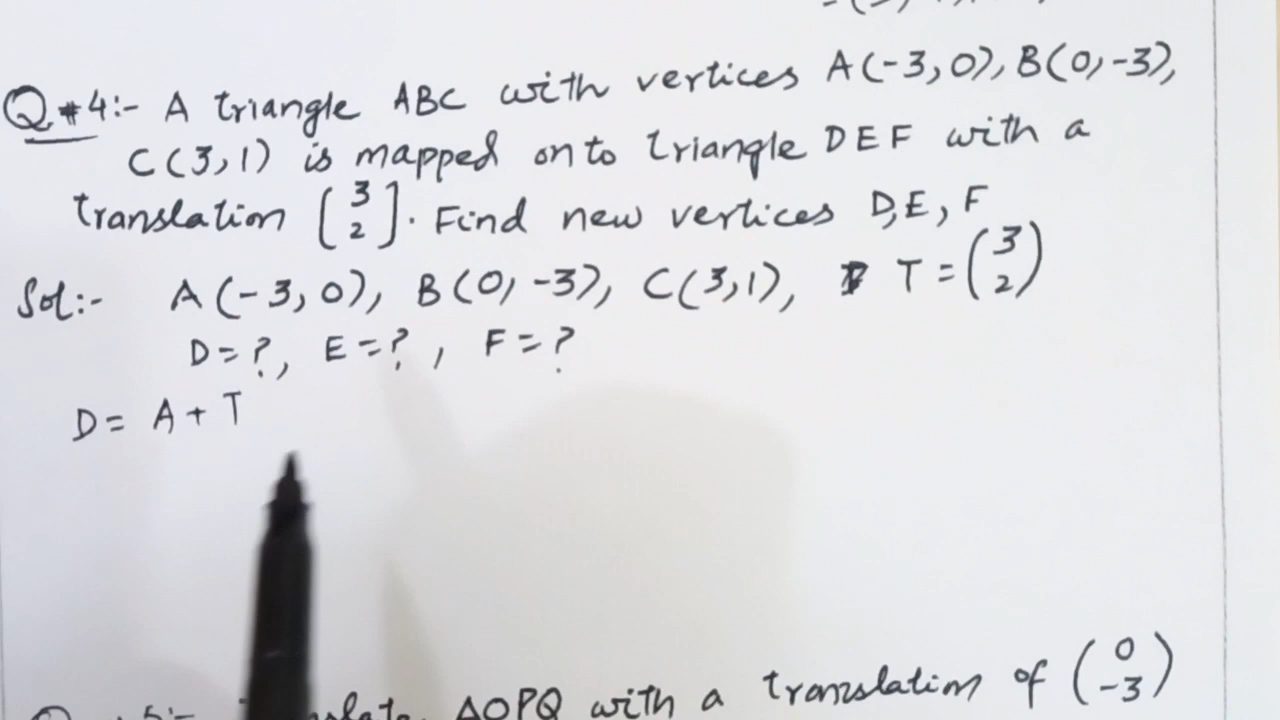 Q#4:- A triangle ABC with vertices A(-3,0), B(0,-3),
C(3,1) is mapped onto triangle DEF with a
translation [3 2]. Find new vertices D,E,F
Sol:- A(-3,0), B(0,-3), C(3,1), T=(3 2)
D=?, E=?, F=?
D= A+T
5:- ΔOPQ with a translation of (0 -3)